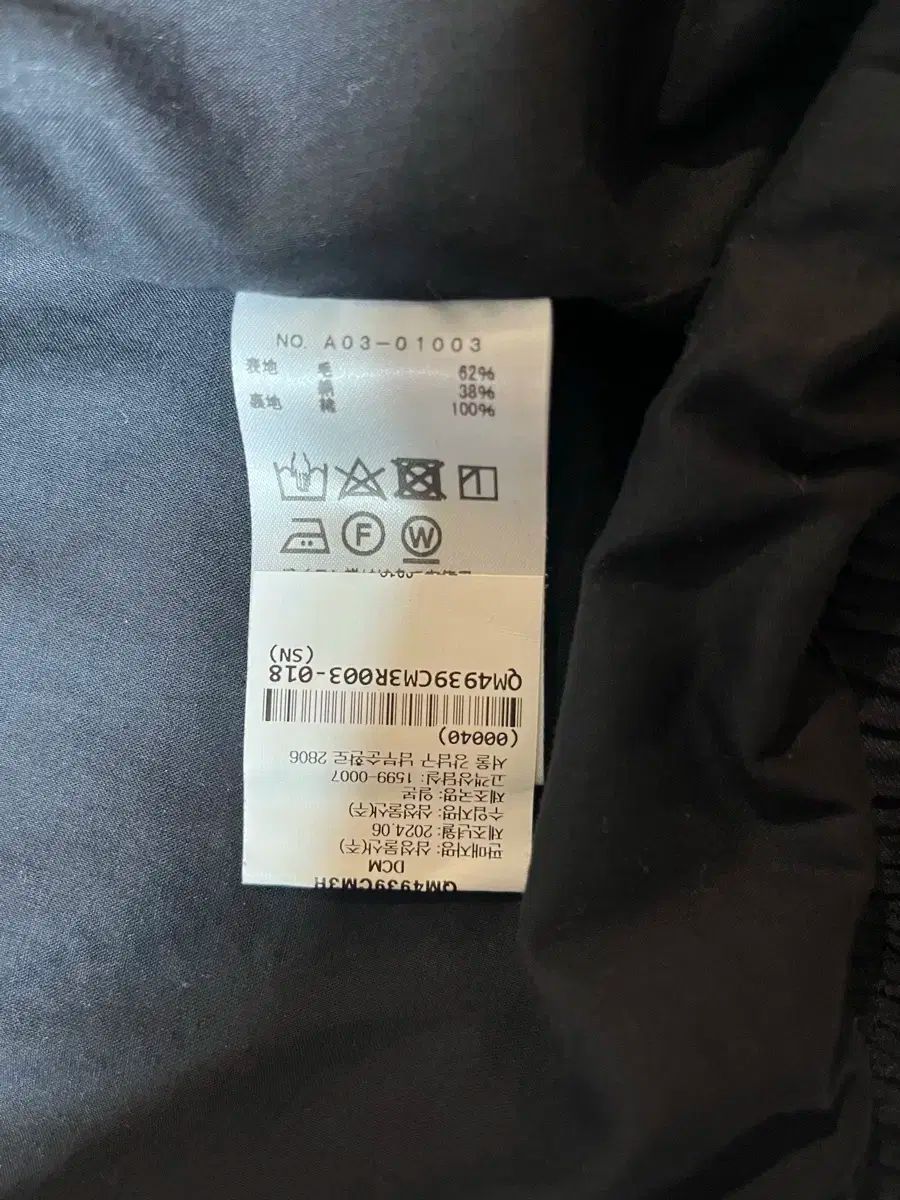 NO. A03-01003
表地 毛 62%
絹 38%
裏地 綿 100%
F W
QM4939CM3H
DCM
판매자명: 삼성물산(주)
제조년월: 2024.06
수입자명: 삼성물산(주)
제조국명: 일본
고객상담실: 1599-0007
서울 강남구 남부순환로 2806
(00040)
QM4939CM3R003-018
(SN)